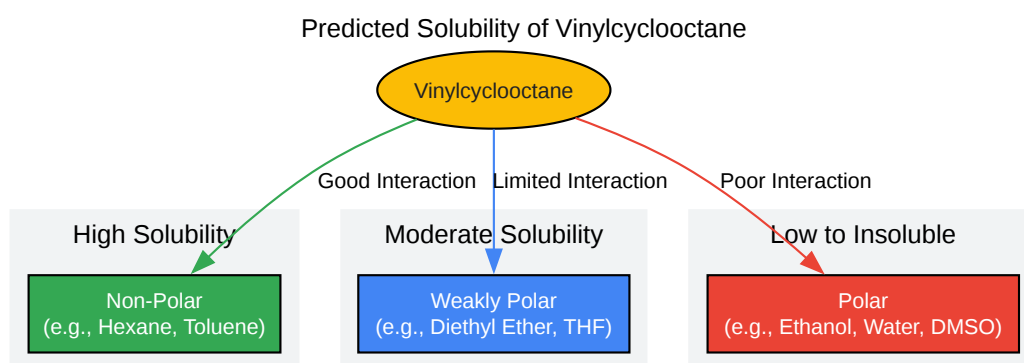 Predicted Solubility of Vinylcyclooctane
Vinylcyclooctane
Good Interaction
Limited Interaction
Poor Interaction
High Solubility
Moderate Solubility
Low to Insoluble
Non-Polar
(e.g., Hexane, Toluene)
Weakly Polar
(e.g., Diethyl Ether, THF)
Polar
(e.g., Ethanol, Water, DMSO)